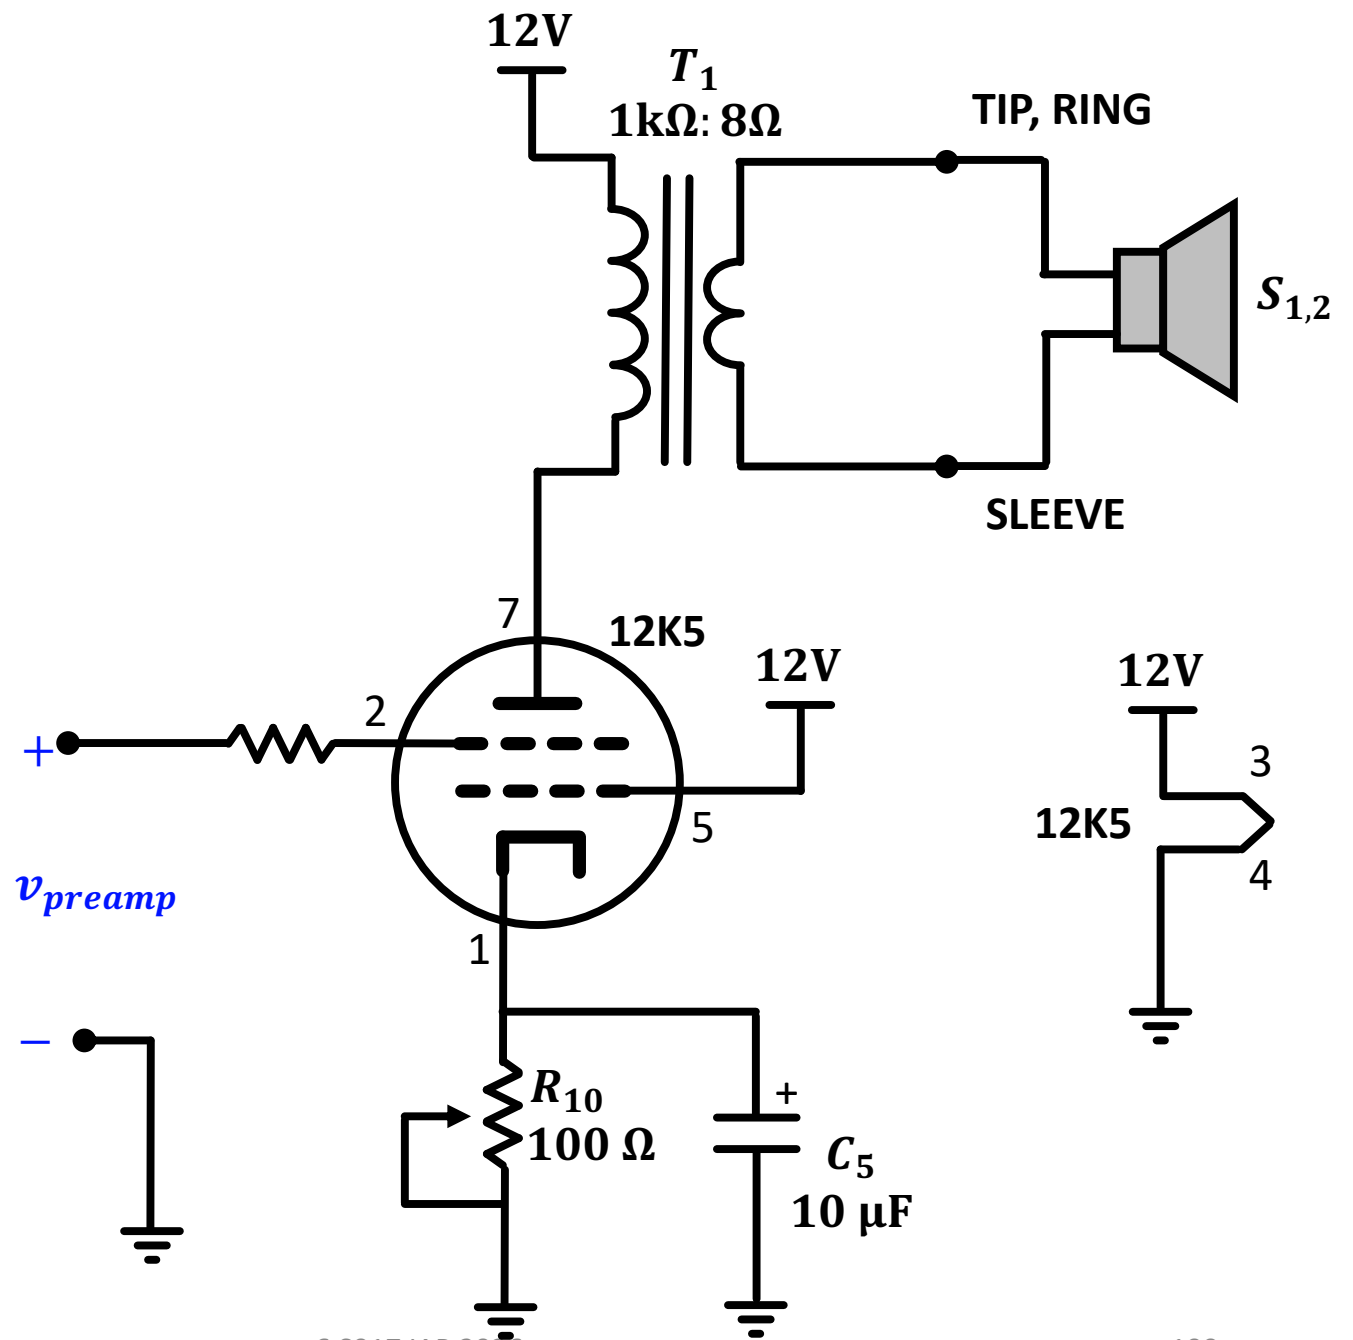 12V
T1
1kΩ: 8Ω
TIP, RING
S1,2
SLEEVE
7
12K5
12V
12V
2
+
3
12K5
5
4
vpreamp
1
−
R10
100 Ω
+
C5
10 µF